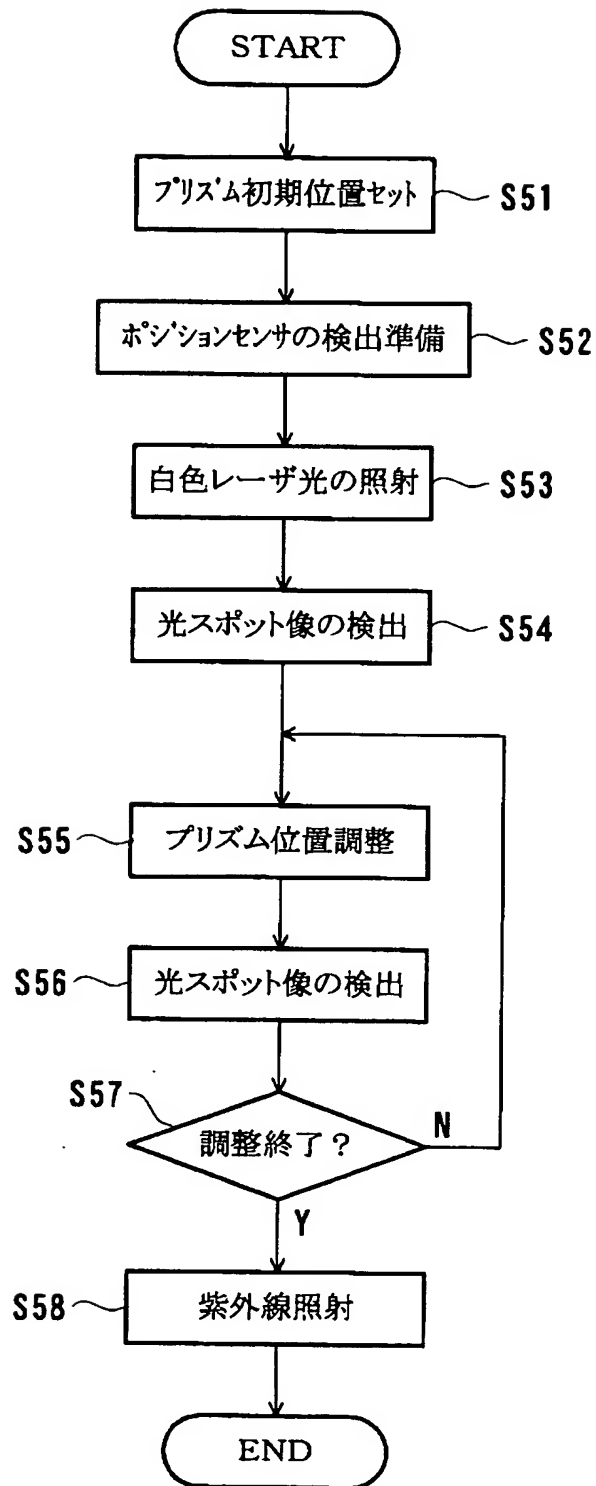 START
プリズム初期位置セット S51
ポジションセンサの検出準備 S52
白色レーザ光の照射 S53
光スポット像の検出 S54
S55 プリズム位置調整
S56 光スポット像の検出
S57
調整終了? N
Y
S58 紫外線照射
END